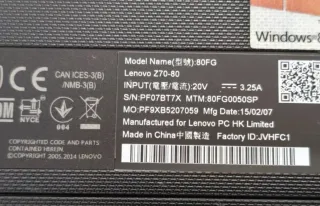 Windows 8
Model Name(型號):80FG
Lenovo Z70-80
INPUT(電壓/電流):20V ⎓ 3.25A
S/N:PF07BT7X MTM:80FG0050SP
MO:PF9XB5207059 Mfg Date:15/02/07
Manufactured for Lenovo PC HK Limited
Made in China中國製造 Factory ID:JVHFC1
CE
CAN ICES-3(B)
/NMB-3(B)
NYCE
COPYRIGHTED CODE AND PARTS
CONTAINED HEREIN.
COPYRIGHT 2005,2014 LENOVO